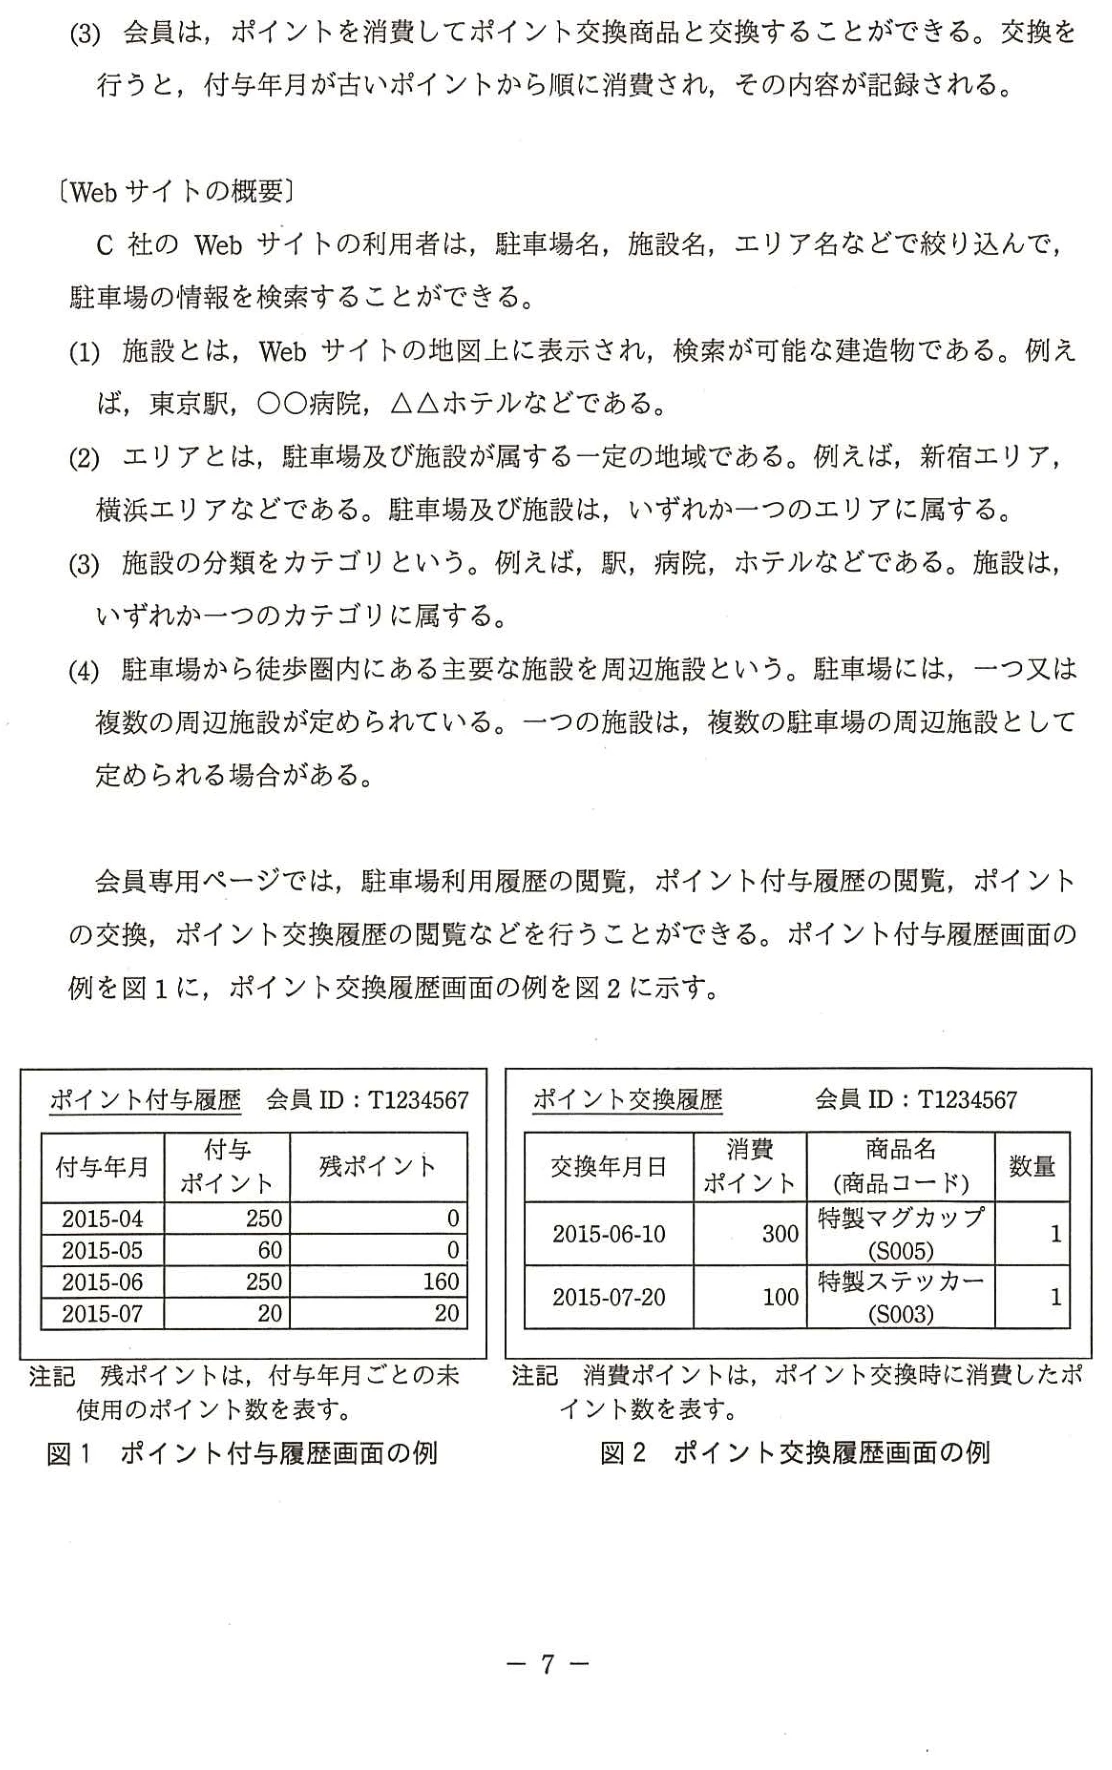 (3) 会員は，ポイントを消費してポイント交換商品と交換することができる。交換を
行うと，付与年月が古いポイントから順に消費され，その内容が記録される。
〔Web サイトの概要〕
C 社の Web サイトの利用者は，駐車場名，施設名，エリア名などで絞り込んで，
駐車場の情報を検索することができる。
(1) 施設とは，Web サイトの地図上に表示され，検索が可能な建造物である。例え
ば，東京駅，〇〇病院，△△ホテルなどである。
(2) エリアとは，駐車場及び施設が属する一定の地域である。例えば，新宿エリア，
横浜エリアなどである。駐車場及び施設は，いずれか一つのエリアに属する。
(3) 施設の分類をカテゴリという。例えば，駅，病院，ホテルなどである。施設は，
いずれか一つのカテゴリに属する。
(4) 駐車場から徒歩圏内にある主要な施設を周辺施設という。駐車場には，一つ又は
複数の周辺施設が定められている。一つの施設は，複数の駐車場の周辺施設として
定められる場合がある。
会員専用ページでは，駐車場利用履歴の閲覧，ポイント付与履歴の閲覧，ポイント
の交換，ポイント交換履歴の閲覧などを行うことができる。ポイント付与履歴画面の
例を図 1 に，ポイント交換履歴画面の例を図 2 に示す。
ポイント付与履歴 会員 ID：T1234567
付与年月 付与ポイント 残ポイント
2015-04 250 0
2015-05 60 0
2015-06 250 160
2015-07 20 20
注記 残ポイントは，付与年月ごとの未
使用のポイント数を表す。
図 1 ポイント付与履歴画面の例
ポイント交換履歴 会員 ID：T1234567
交換年月日 消費ポイント 商品名(商品コード) 数量
2015-06-10 300 特製マグカップ(S005) 1
2015-07-20 100 特製ステッカー(S003) 1
注記 消費ポイントは，ポイント交換時に消費したポ
イント数を表す。
図 2 ポイント交換履歴画面の例
－ 7 －